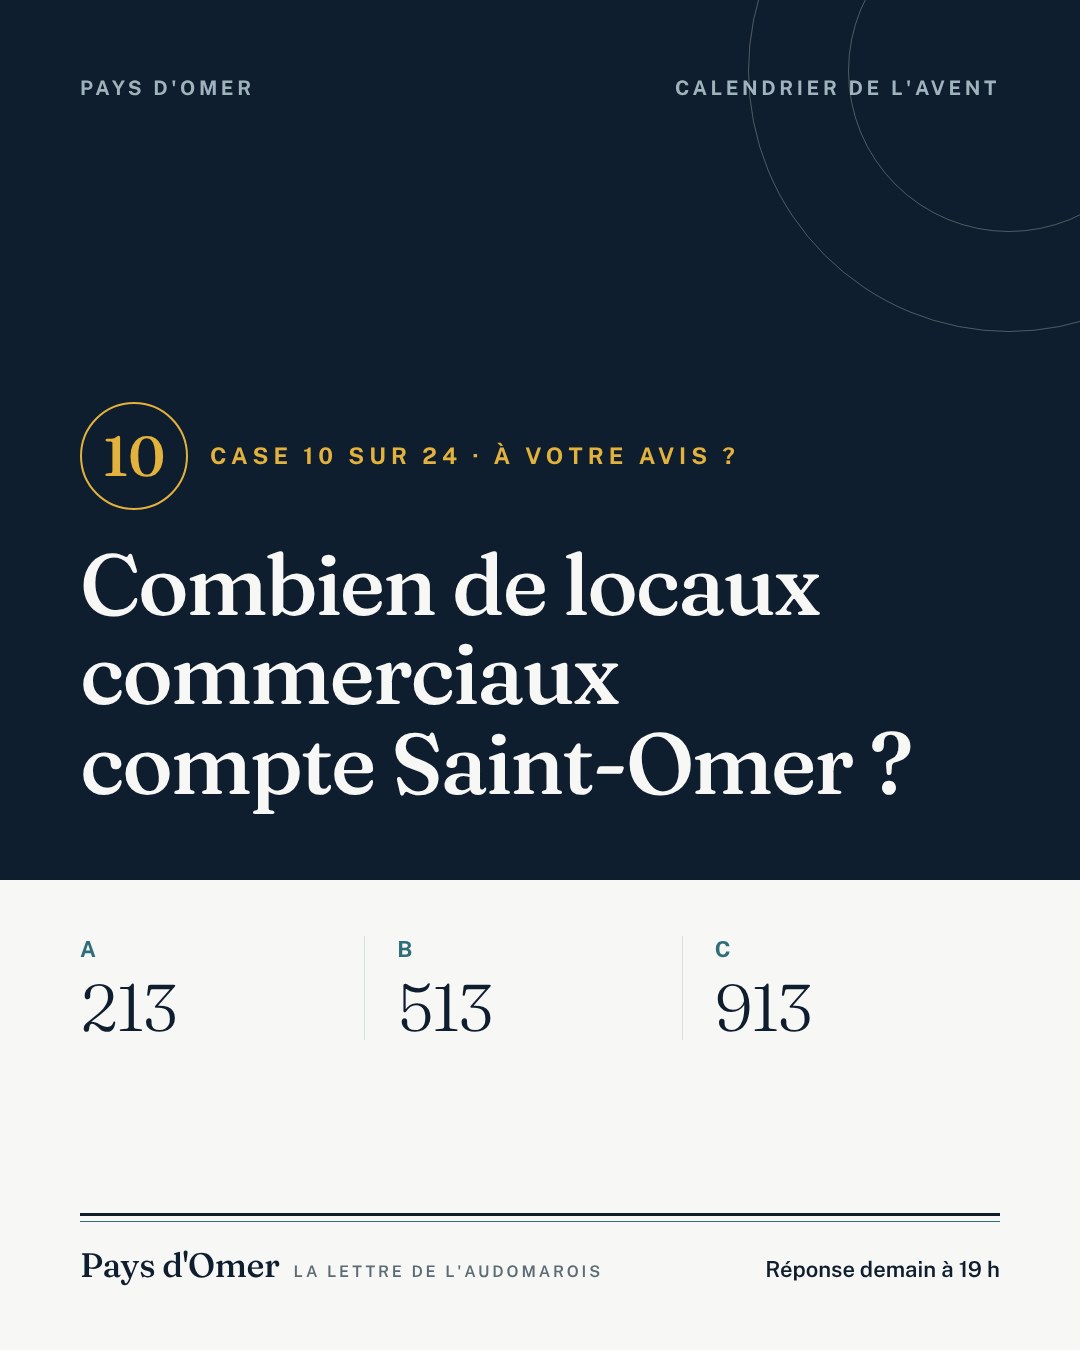 PAYS D'OMER
CALENDRIER DE L'AVENT
10
CASE 10 SUR 24 · À VOTRE AVIS ?
Combien de locaux
commerciaux
compte Saint-Omer ?
A
213
B
513
C
913
Pays d'Omer LA LETTRE DE L'AUDOMAROIS
Réponse demain à 19 h